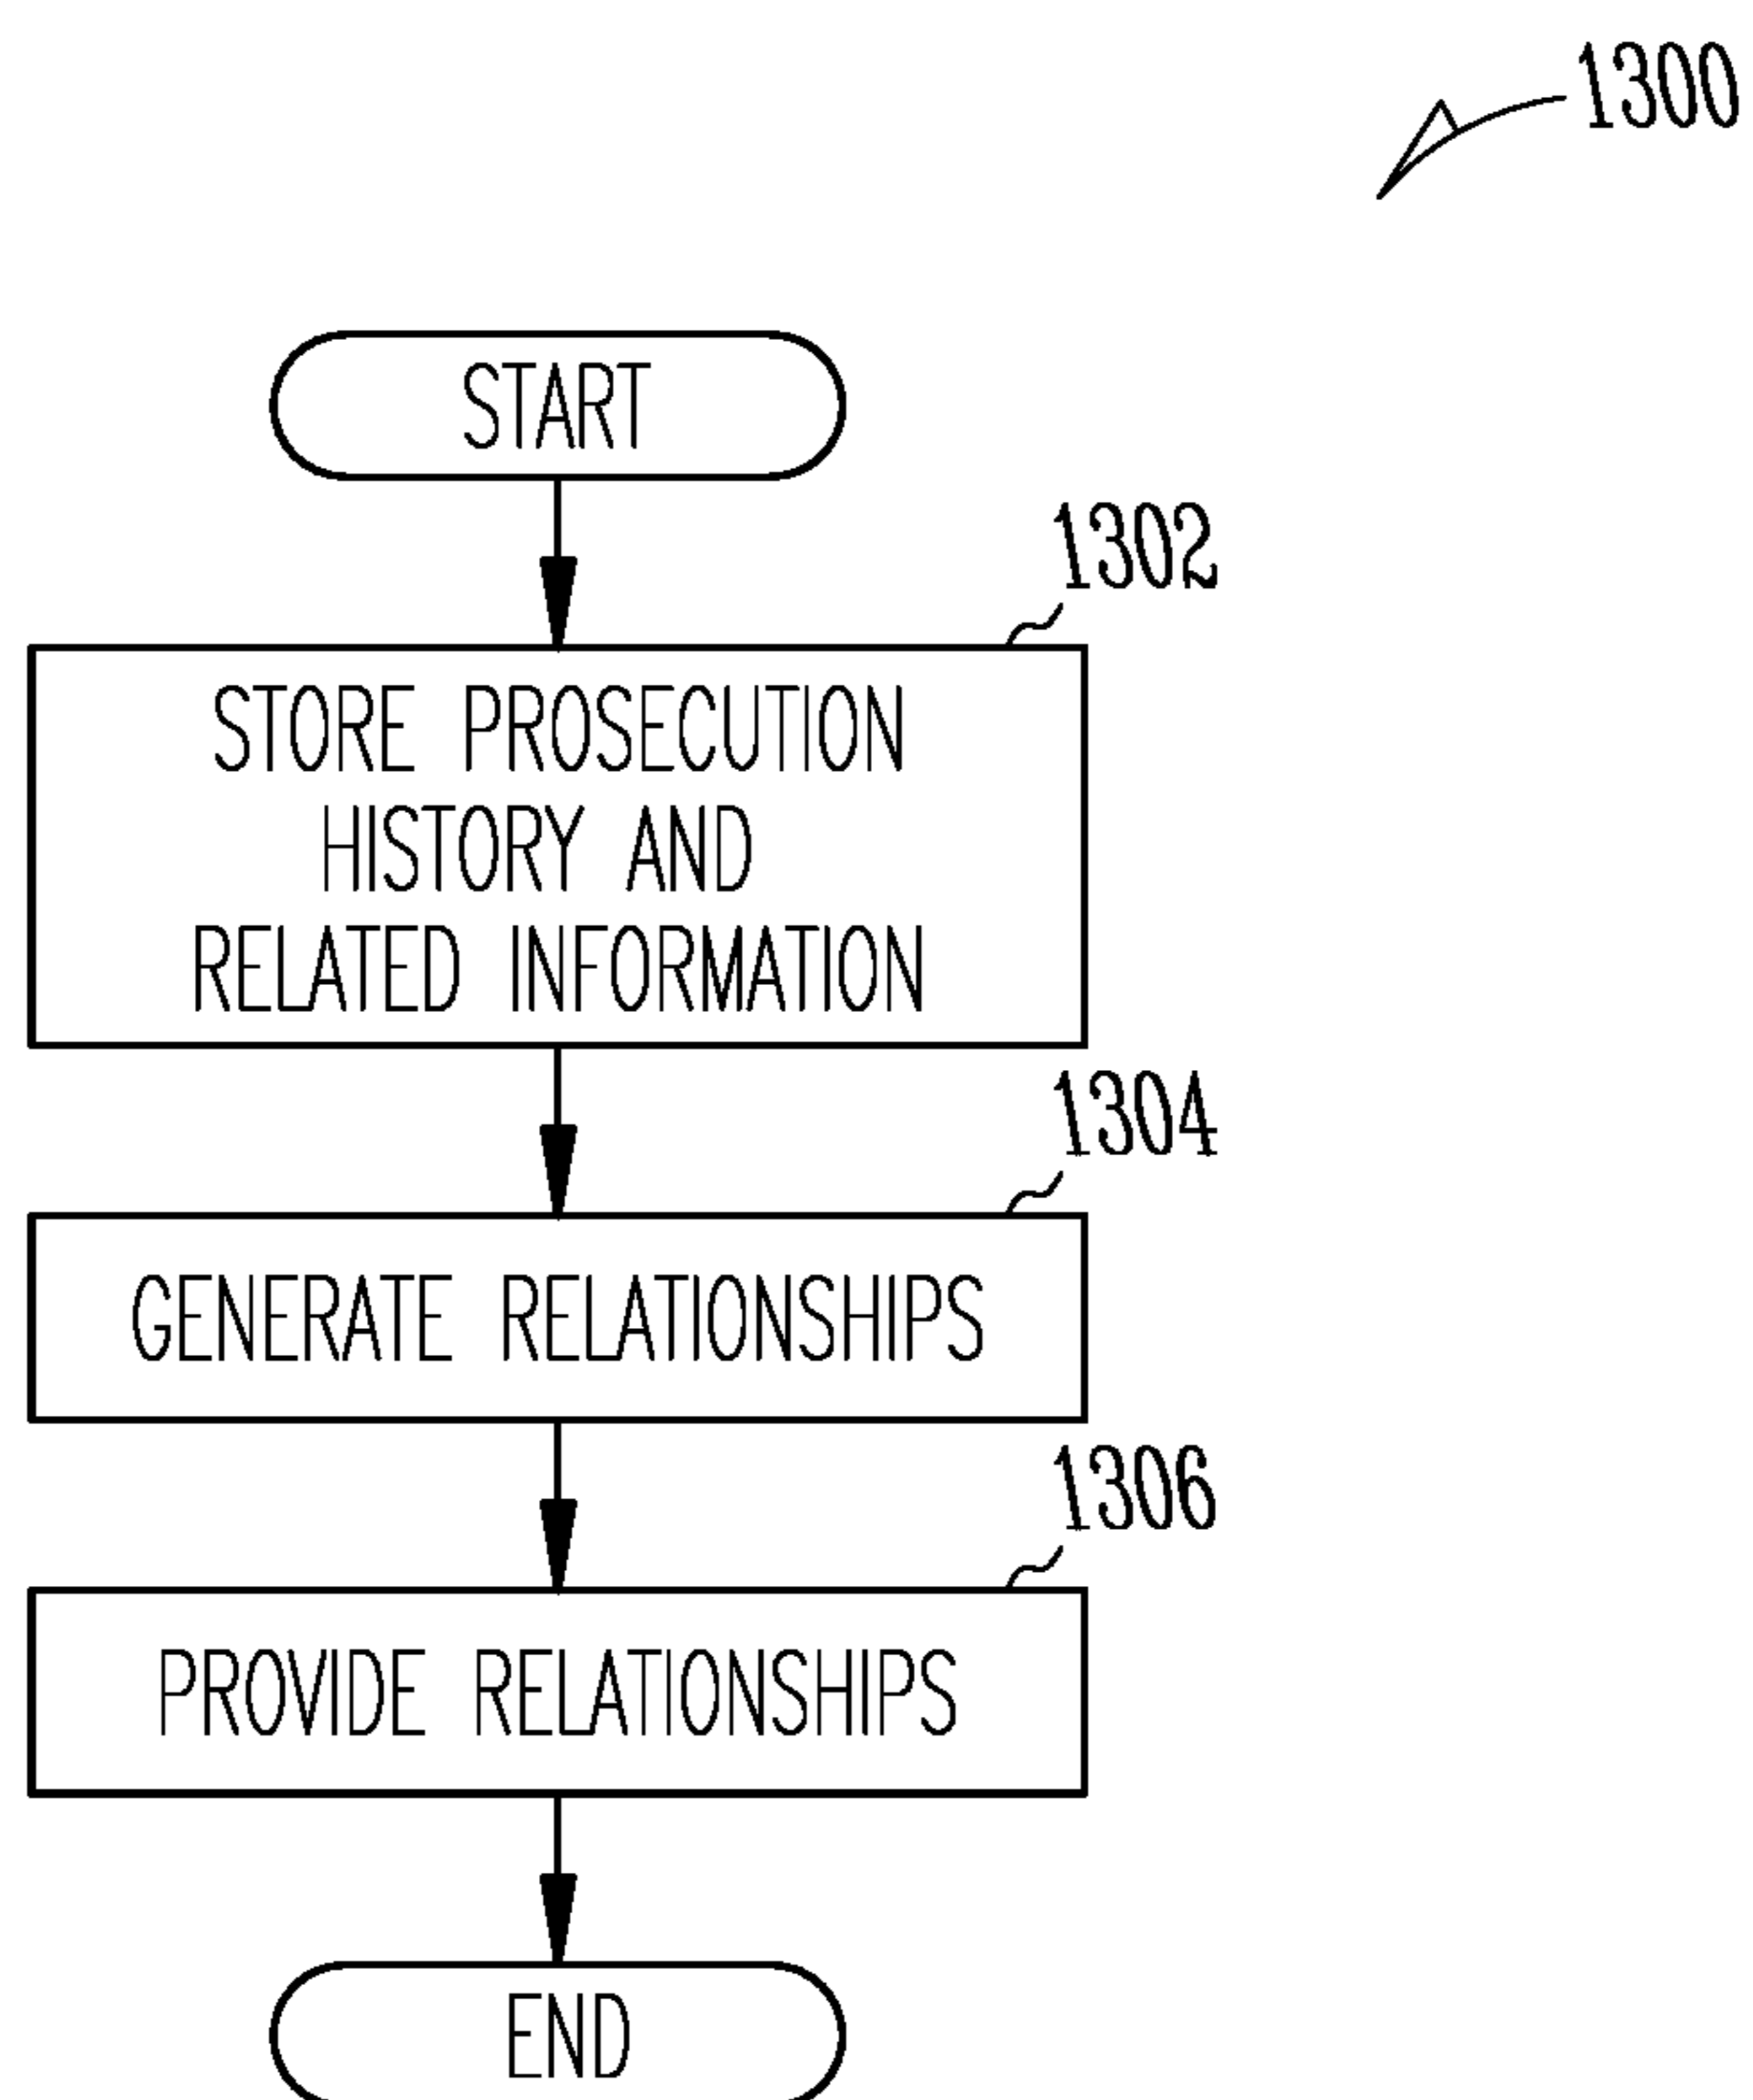 1300
START
1302
STORE PROSECUTION
HISTORY AND
RELATED INFORMATION
1304
GENERATE RELATIONSHIPS
1306
PROVIDE RELATIONSHIPS
END